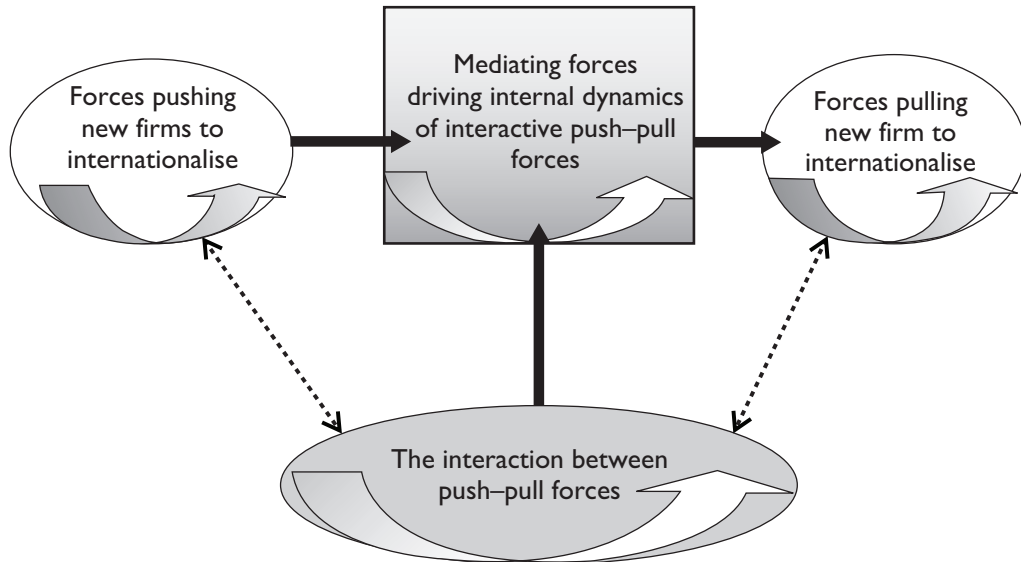 Forces pushing
new firms to
internationalise
Mediating forces
driving internal dynamics
of interactive push–pull
forces
Forces pulling
new firm to
internationalise
The interaction between
push–pull forces